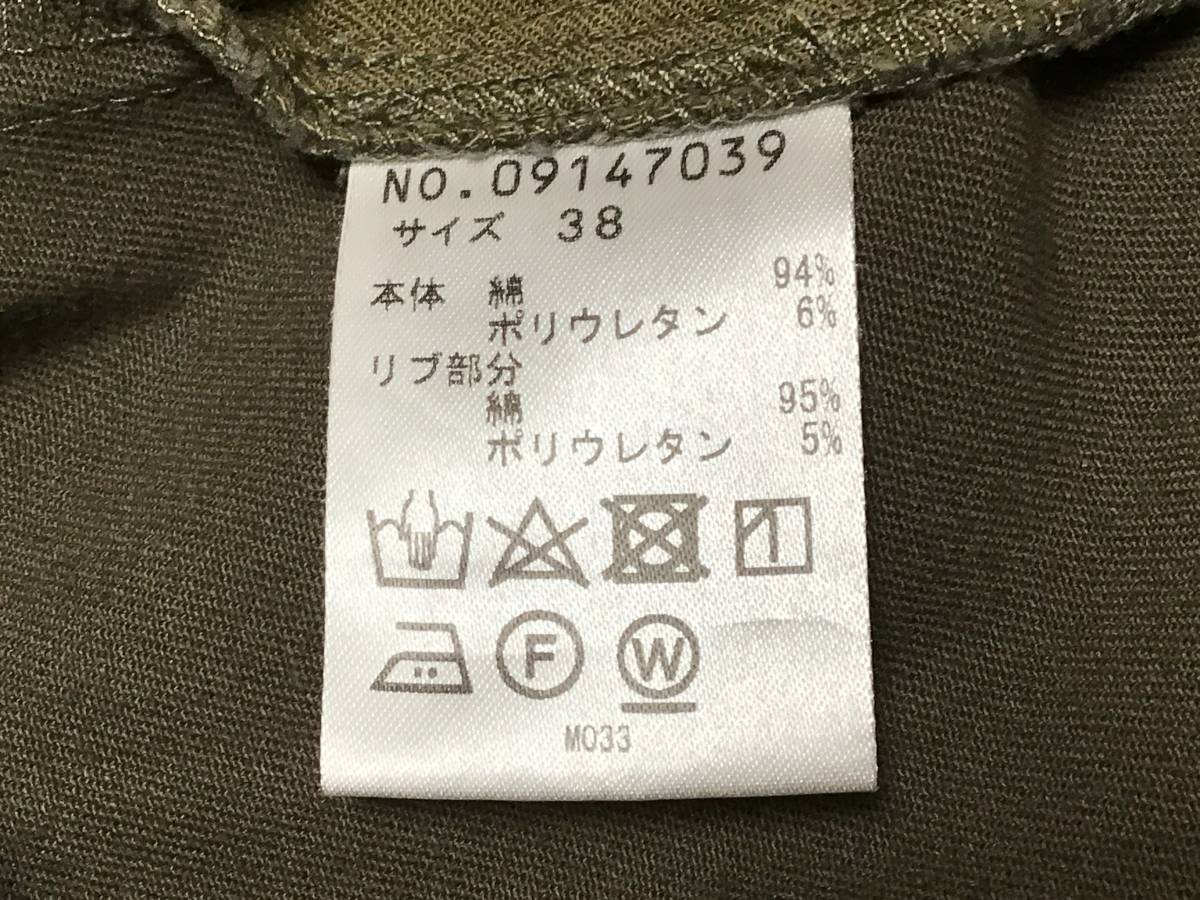 NO.09147039
サイズ 38
本体 綿 94%
ポリウレタン 6%
リブ部分
綿 95%
ポリウレタン 5%
F W
M033